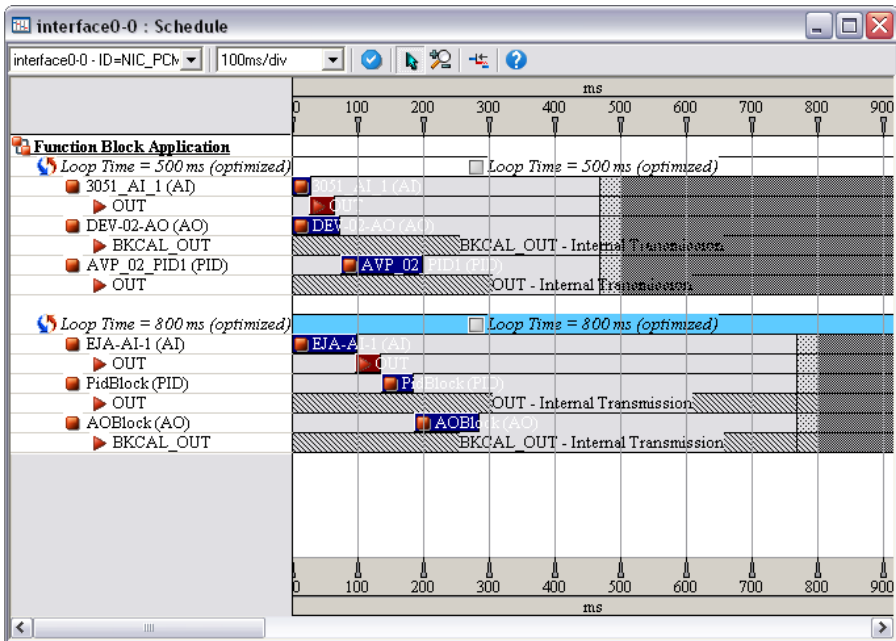 interface0-0 : Schedule
interface0-0 - ID=NIC_PCM 100ms/div
ms
0 100 200 300 400 500 600 700 800 900
Function Block Application
Loop Time = 500 ms (optimized) Loop Time = 500 ms (optimized)
3051_AI_1 (AI) 3051_AI_1 (AI)
OUT OUT
DEV-02-AO (AO) DEV-02-AO (AO)
BKCAL_OUT BKCAL_OUT - Internal Transmission
AVP_02_PID1 (PID) AVP_02_PID1 (PID)
OUT OUT - Internal Transmission
Loop Time = 800 ms (optimized) Loop Time = 800 ms (optimized)
EJA-AI-1 (AI) EJA-AI-1 (AI)
OUT OUT
PidBlock (PID) PidBlock (PID)
OUT OUT - Internal Transmission
AOBlock (AO) AOBlock (AO)
BKCAL_OUT BKCAL_OUT - Internal Transmission
0 100 200 300 400 500 600 700 800 900
ms